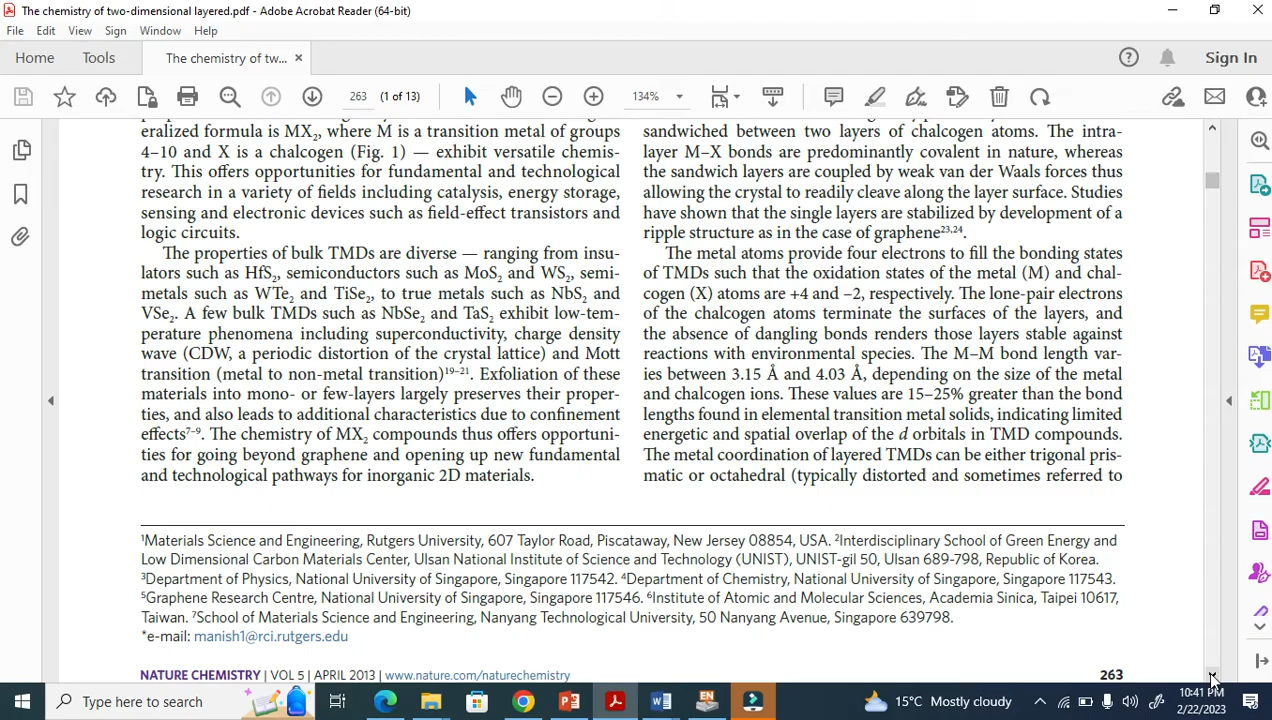 The chemistry of two-dimensional layered.pdf - Adobe Acrobat Reader (64-bit)
File Edit View Sign Window Help
Home Tools The chemistry of tw... × Sign In
263 (1 of 13) 134%
eralized formula is MX₂, where M is a transition metal of groups
4–10 and X is a chalcogen (Fig. 1) — exhibit versatile chemis-
try. This offers opportunities for fundamental and technological
research in a variety of fields including catalysis, energy storage,
sensing and electronic devices such as field-effect transistors and
logic circuits.
The properties of bulk TMDs are diverse — ranging from insu-
lators such as HfS₂, semiconductors such as MoS₂ and WS₂, semi-
metals such as WTe₂ and TiSe₂, to true metals such as NbS₂ and
VSe₂. A few bulk TMDs such as NbSe₂ and TaS₂ exhibit low-tem-
perature phenomena including superconductivity, charge density
wave (CDW, a periodic distortion of the crystal lattice) and Mott
transition (metal to non-metal transition)¹⁹⁻²¹. Exfoliation of these
materials into mono- or few-layers largely preserves their proper-
ties, and also leads to additional characteristics due to confinement
effects⁷⁻⁹. The chemistry of MX₂ compounds thus offers opportuni-
ties for going beyond graphene and opening up new fundamental
and technological pathways for inorganic 2D materials.
sandwiched between two layers of chalcogen atoms. The intra-
layer M–X bonds are predominantly covalent in nature, whereas
the sandwich layers are coupled by weak van der Waals forces thus
allowing the crystal to readily cleave along the layer surface. Studies
have shown that the single layers are stabilized by development of a
ripple structure as in the case of graphene²³,²⁴.
The metal atoms provide four electrons to fill the bonding states
of TMDs such that the oxidation states of the metal (M) and chal-
cogen (X) atoms are +4 and –2, respectively. The lone-pair electrons
of the chalcogen atoms terminate the surfaces of the layers, and
the absence of dangling bonds renders those layers stable against
reactions with environmental species. The M–M bond length var-
ies between 3.15 Å and 4.03 Å, depending on the size of the metal
and chalcogen ions. These values are 15–25% greater than the bond
lengths found in elemental transition metal solids, indicating limited
energetic and spatial overlap of the d orbitals in TMD compounds.
The metal coordination of layered TMDs can be either trigonal pris-
matic or octahedral (typically distorted and sometimes referred to
¹Materials Science and Engineering, Rutgers University, 607 Taylor Road, Piscataway, New Jersey 08854, USA. ²Interdisciplinary School of Green Energy and
Low Dimensional Carbon Materials Center, Ulsan National Institute of Science and Technology (UNIST), UNIST-gil 50, Ulsan 689-798, Republic of Korea.
³Department of Physics, National University of Singapore, Singapore 117542. ⁴Department of Chemistry, National University of Singapore, Singapore 117543.
⁵Graphene Research Centre, National University of Singapore, Singapore 117546. ⁶Institute of Atomic and Molecular Sciences, Academia Sinica, Taipei 10617,
Taiwan. ⁷School of Materials Science and Engineering, Nanyang Technological University, 50 Nanyang Avenue, Singapore 639798.
*e-mail: manish1@rci.rutgers.edu
NATURE CHEMISTRY | VOL 5 | APRIL 2013 | www.nature.com/naturechemistry 263
Type here to search EN 15°C Mostly cloudy 10:41 PM
2/22/2023